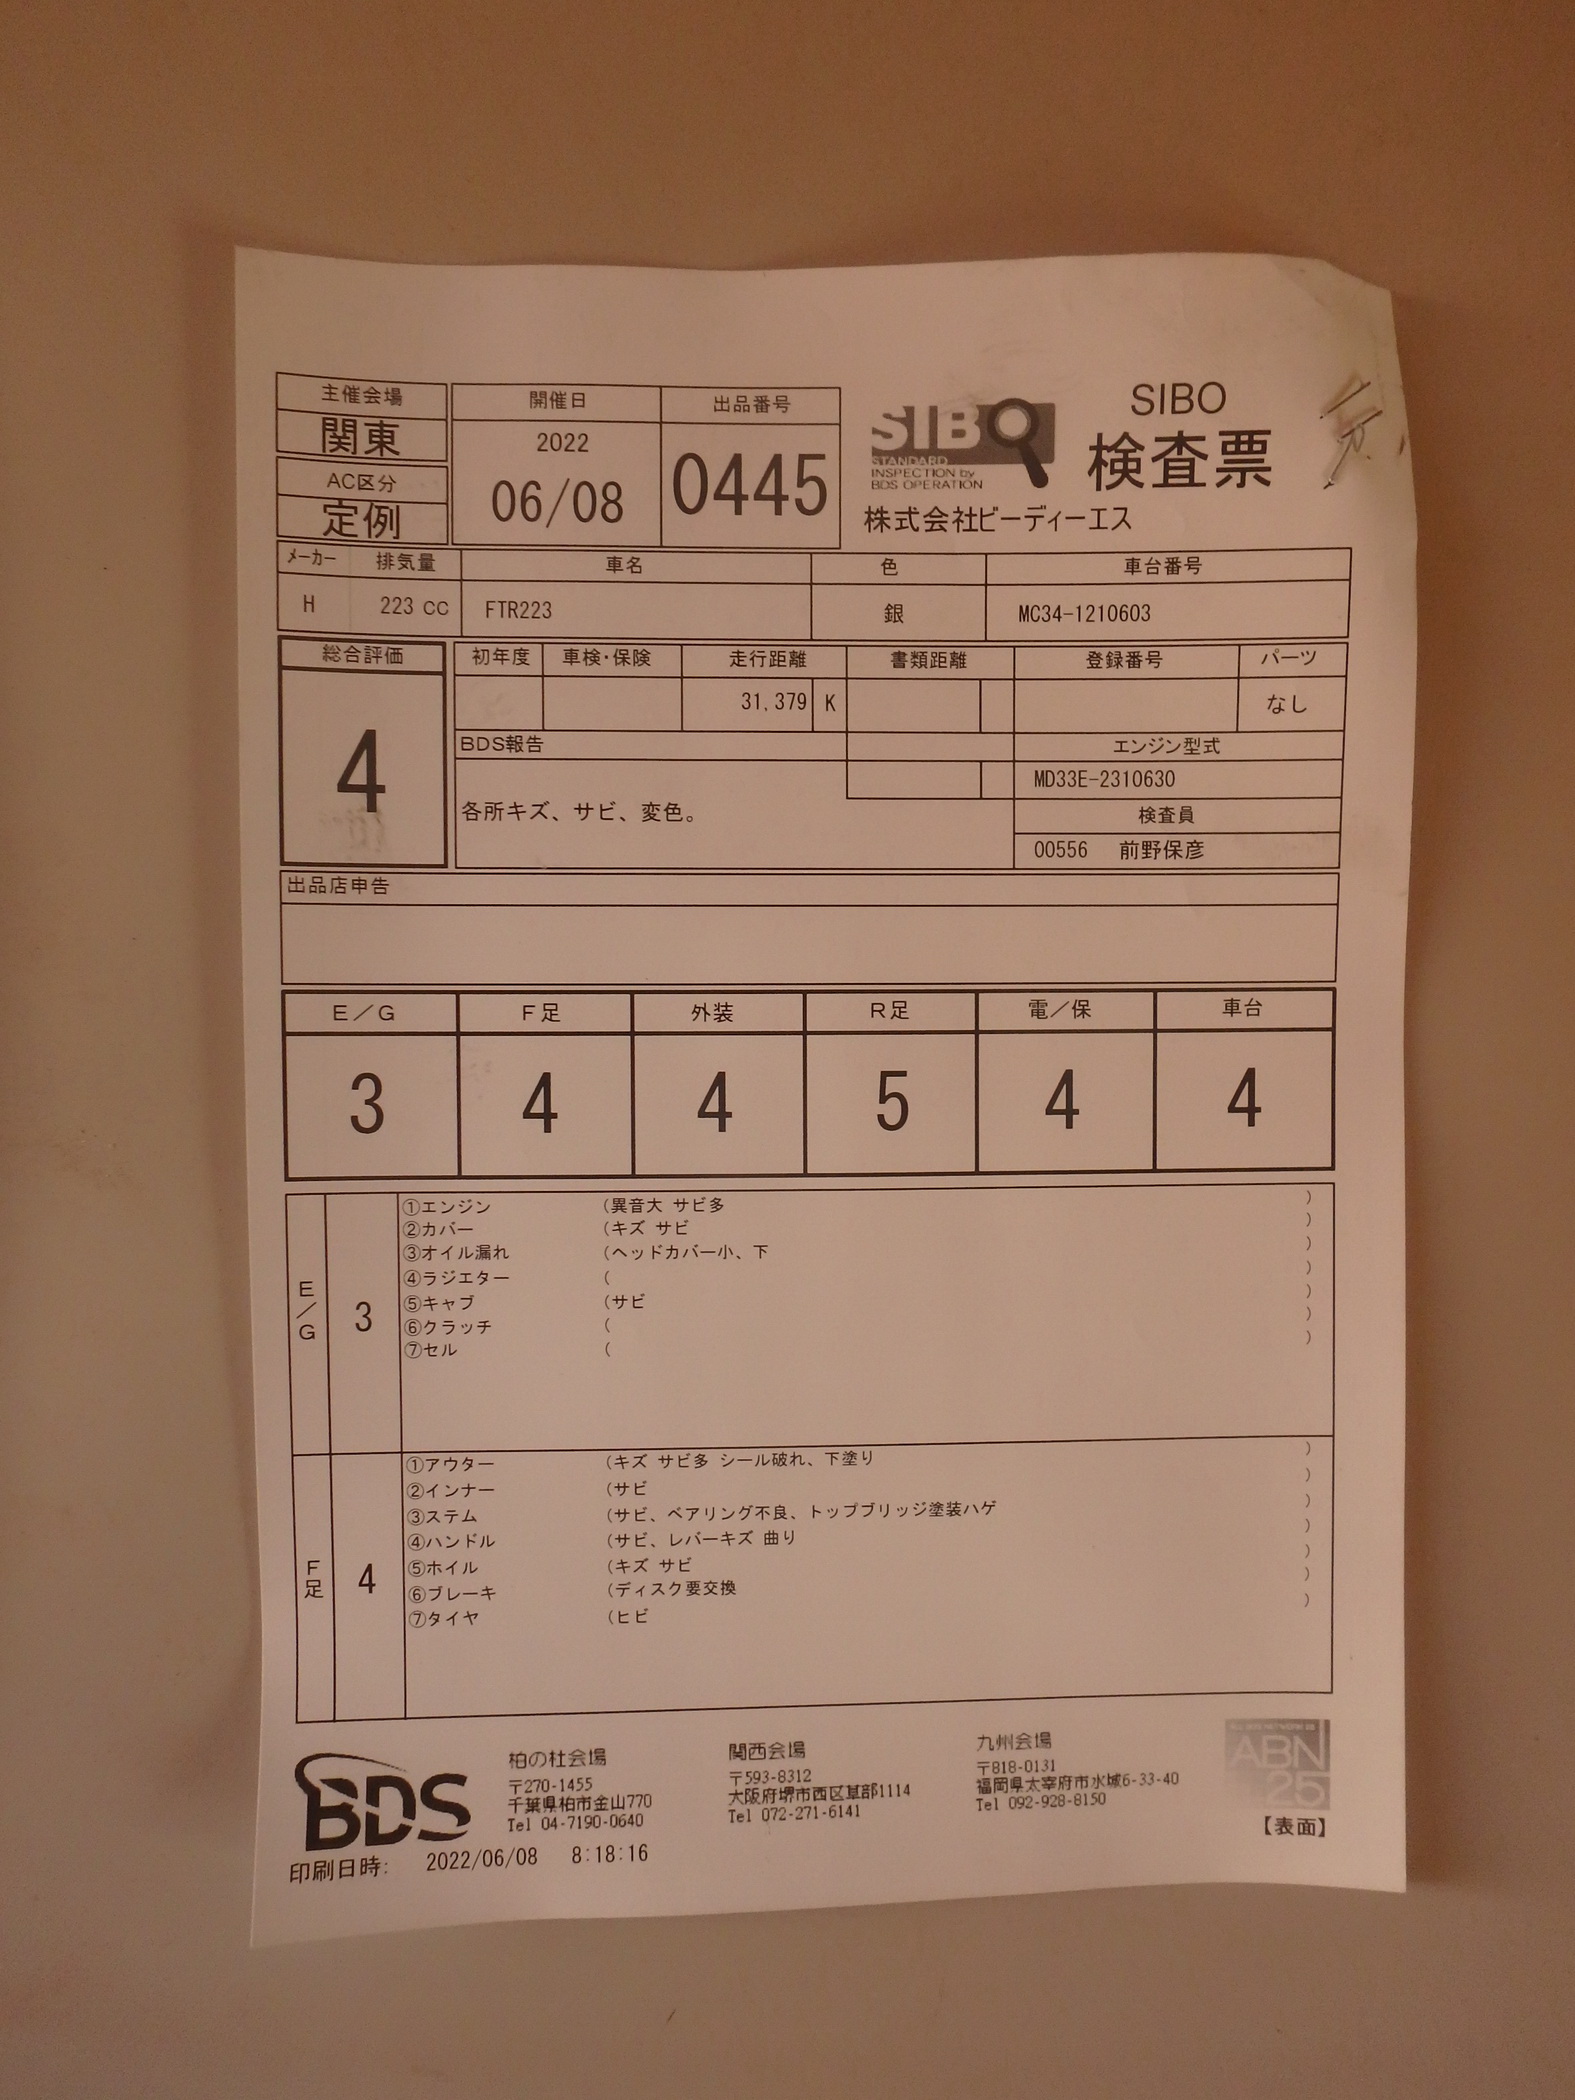 主催会場 開催日 出品番号
関東 2022 06/08 0445
AC区分
定例
SIBO
STANDARD
INSPECTION by
BDS OPERATION
SIBO
検査票
株式会社ビーディーエス
メーカー 排気量 車名 色 車台番号
H 223 CC FTR223 銀 MC34-1210603
総合評価 初年度 車検・保険 走行距離 書類距離 登録番号 パーツ
4 31,379 K なし
BDS報告 エンジン型式
MD33E-2310630
各所キズ、サビ、変色。 検査員
00556 前野保彦
出品店申告
E/G F足 外装 R足 電/保 車台
3 4 4 5 4 4
E/G 3
①エンジン (異音大 サビ多 )
②カバー (キズ サビ )
③オイル漏れ (ヘッドカバー小、下 )
④ラジエター ( )
⑤キャブ (サビ )
⑥クラッチ ( )
⑦セル ( )
F足 4
①アウター (キズ サビ多 シール破れ、下塗り )
②インナー (サビ )
③ステム (サビ、ベアリング不良、トップブリッジ塗装ハゲ )
④ハンドル (サビ、レバーキズ 曲り )
⑤ホイル (キズ サビ )
⑥ブレーキ (ディスク要交換 )
⑦タイヤ (ヒビ )
BDS
柏の杜会場
〒270-1455
千葉県柏市金山770
Tel 04-7190-0640
関西会場
〒593-8312
大阪府堺市西区草部1114
Tel 072-271-6141
九州会場
〒818-0131
福岡県太宰府市水城6-33-40
Tel 092-928-8150
ABN
25
【表面】
印刷日時: 2022/06/08 8:18:16